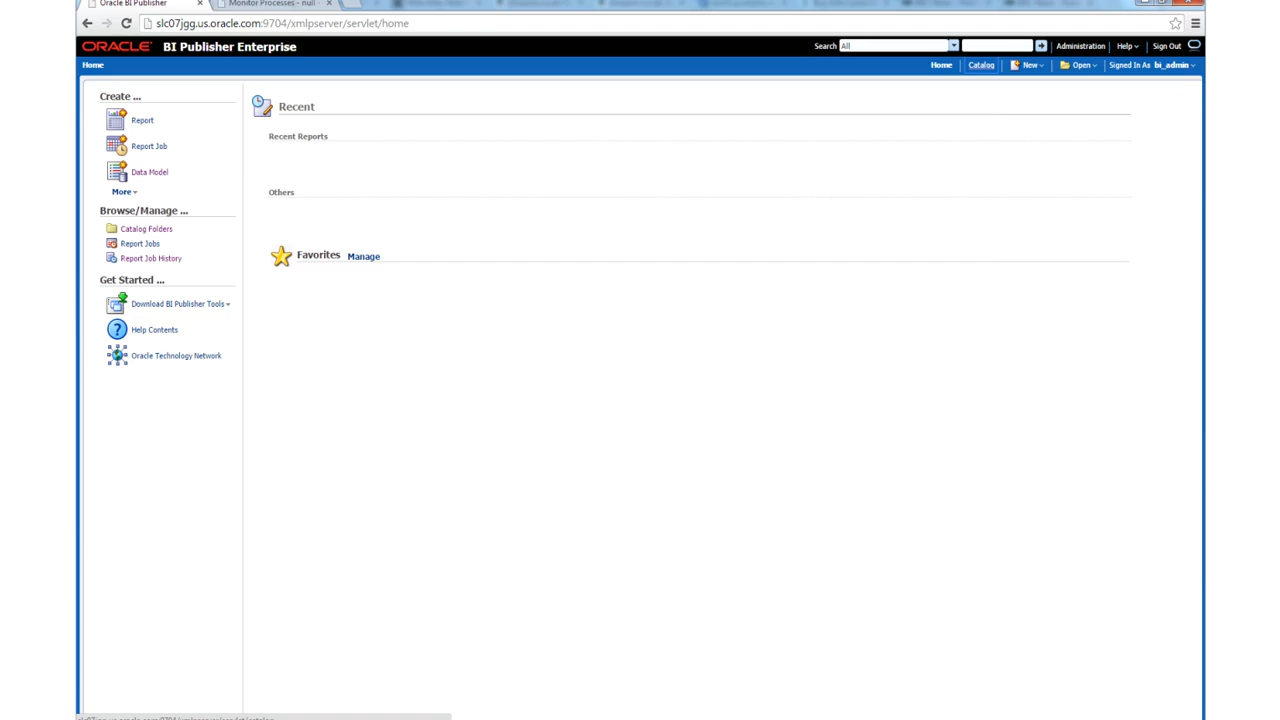 Oracle BI Publisher
Monitor Processes - null
slc07jgg.us.oracle.com:9704/xmlpserver/servlet/home
ORACLE BI Publisher Enterprise
Search All Administration Help Sign Out
Home
Home Catalog New Open Signed In As bi_admin
Create ...
Report
Report Job
Data Model
More
Browse/Manage ...
Catalog Folders
Report Jobs
Report Job History
Get Started ...
Download BI Publisher Tools
Help Contents
Oracle Technology Network
Recent
Recent Reports
Others
Favorites Manage